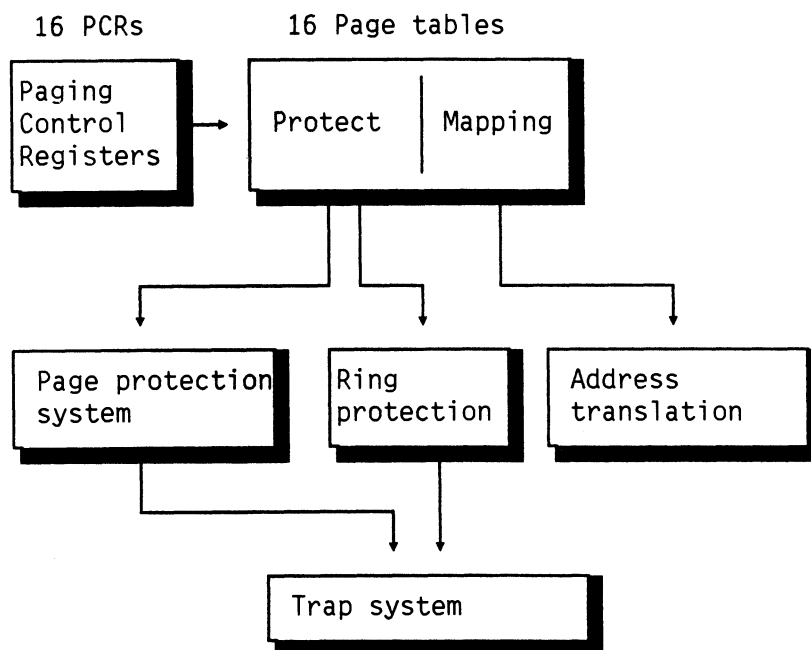 16 PCRs
16 Page tables
Paging
Control
Registers
Protect
Mapping
Page protection
system
Ring
protection
Address
translation
Trap system